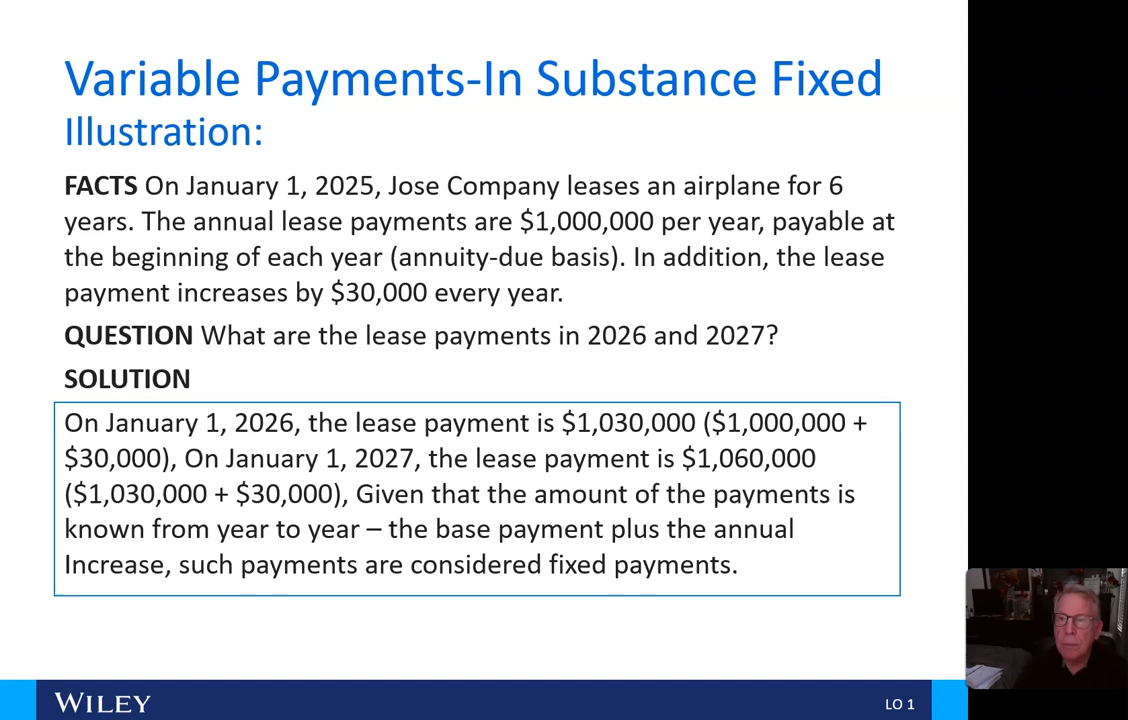 Variable Payments-In Substance Fixed
Illustration:
FACTS On January 1, 2025, Jose Company leases an airplane for 6
years. The annual lease payments are $1,000,000 per year, payable at
the beginning of each year (annuity-due basis). In addition, the lease
payment increases by $30,000 every year.
QUESTION What are the lease payments in 2026 and 2027?
SOLUTION
On January 1, 2026, the lease payment is $1,030,000 ($1,000,000 +
$30,000), On January 1, 2027, the lease payment is $1,060,000
($1,030,000 + $30,000), Given that the amount of the payments is
known from year to year – the base payment plus the annual
Increase, such payments are considered fixed payments.
WILEY
LO 1